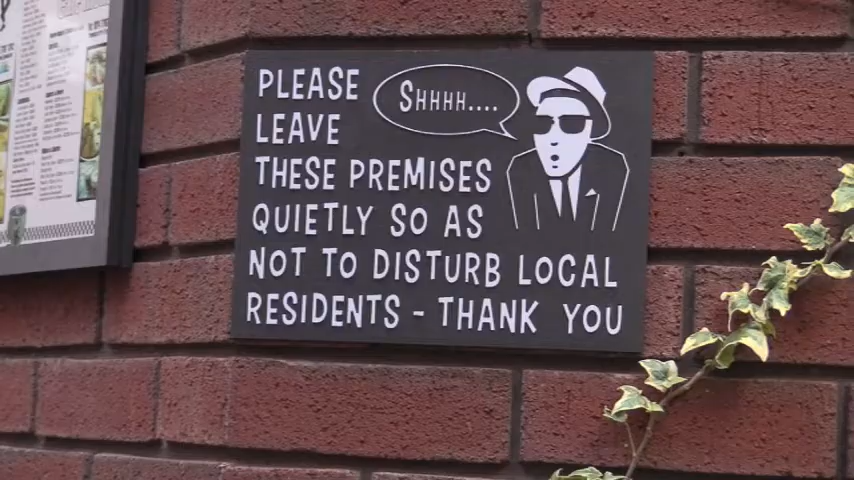 PLEASE
SHHHH....
LEAVE
THESE PREMISES
QUIETLY SO AS
NOT TO DISTURB LOCAL
RESIDENTS - THANK YOU